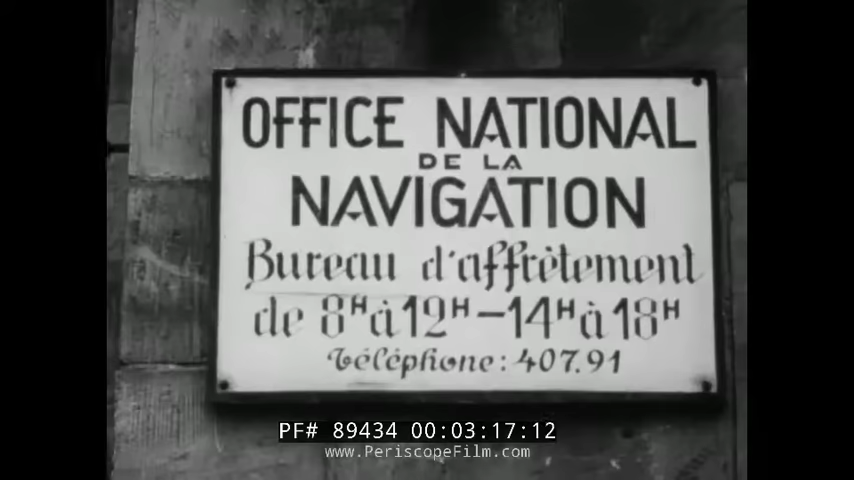 OFFICE NATIONAL
DE LA
NAVIGATION
Bureau d'affrètement
de 8H à 12H - 14H à 18H
Téléphone: 407.91
PF# 89434 00:03:17:12
www.PeriscopeFilm.com